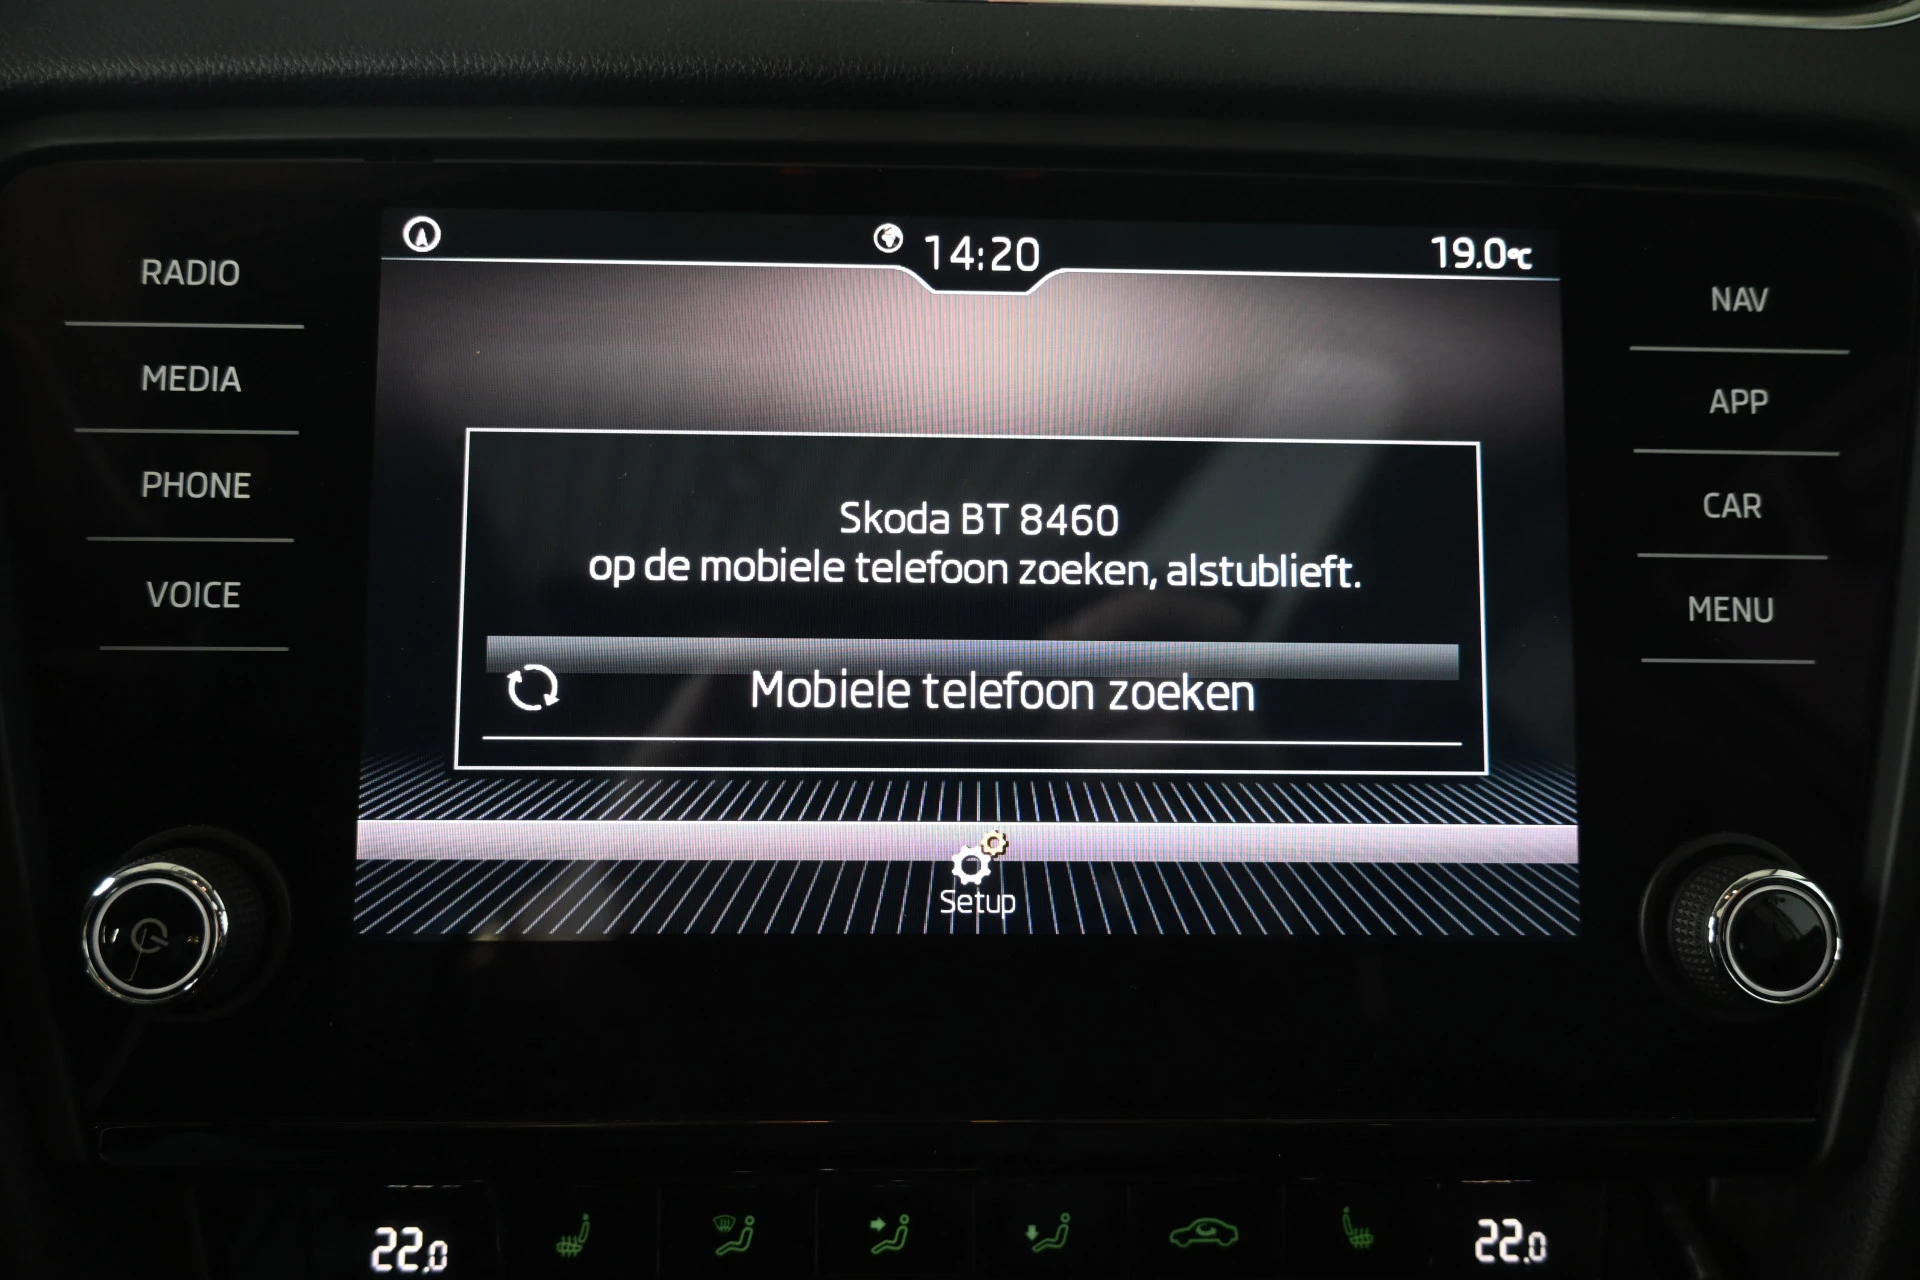 14:20
19.0°C
RADIO
MEDIA
PHONE
VOICE
NAV
APP
CAR
MENU
Skoda BT 8460
op de mobiele telefoon zoeken, alstublieft.
Mobiele telefoon zoeken
Setup
22.0
22.0